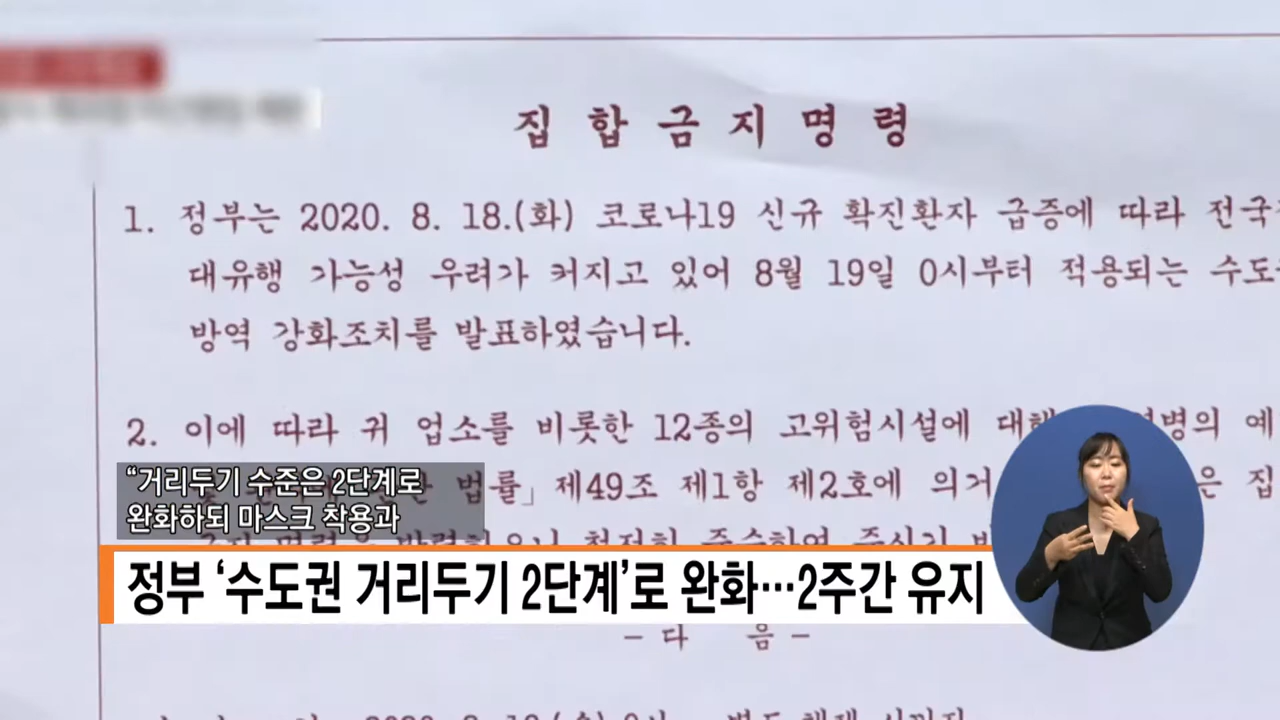 집합금지명령
1. 정부는 2020. 8. 18.(화) 코로나19 신규 확진환자 급증에 따라 전국
대유행 가능성 우려가 커지고 있어 8월 19일 0시부터 적용되는 수도
방역 강화조치를 발표하였습니다.
2. 이에 따라 귀 업소를 비롯한 12종의 고위험시설에 대해 예
법률」 제49조 제1항 제2호에 의거 집
“거리두기 수준은 2단계로
완화하되 마스크 착용과
정부 ‘수도권 거리두기 2단계’로 완화…2주간 유지
- 다 음 -